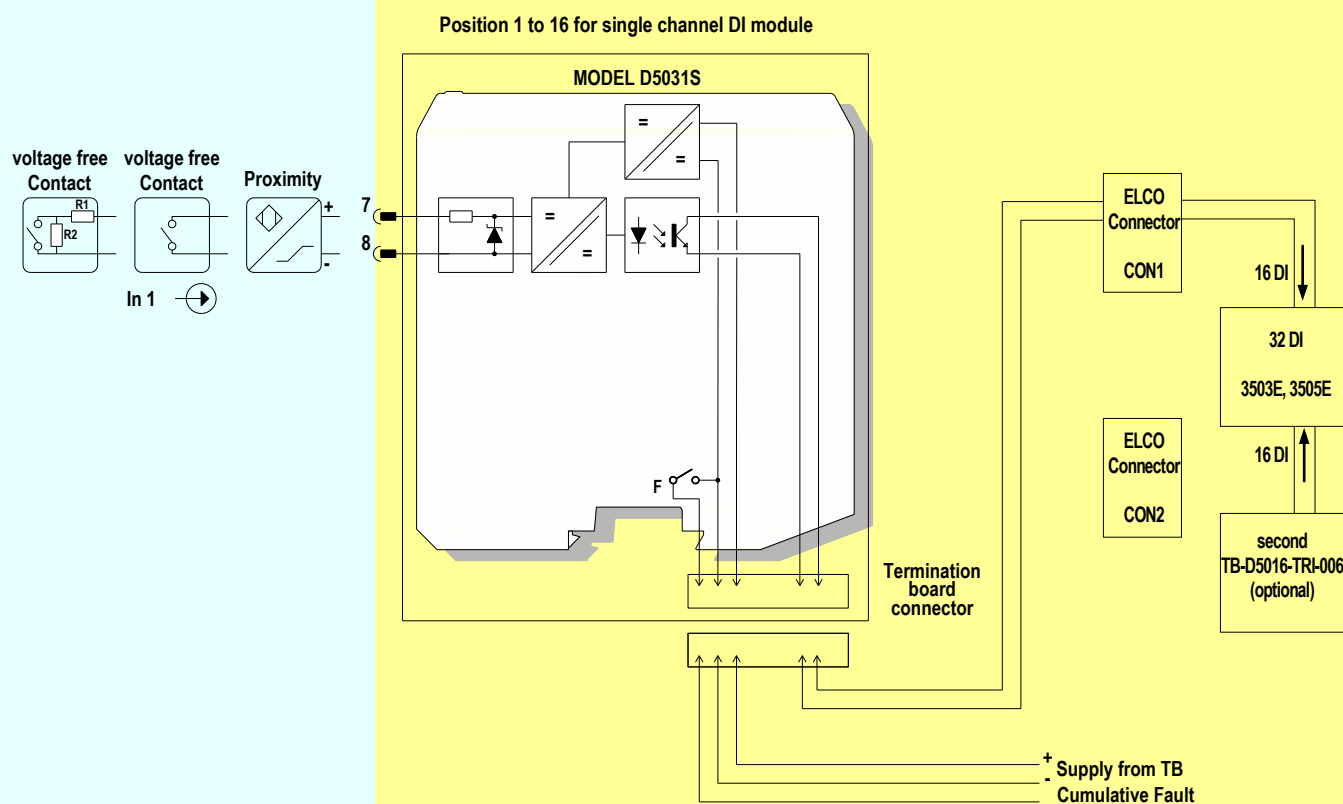 Position 1 to 16 for single channel DI module
MODEL D5031S
voltage free
Contact
R1
R2
voltage free
Contact
In 1
Proximity
+
-
7
8
=
=
=
=
F
Termination
board
connector
ELCO
Connector
CON1
16 DI
32 DI
3503E, 3505E
ELCO
Connector
CON2
16 DI
second
TB-D5016-TRI-006
(optional)
+
-
Supply from TB
Cumulative Fault